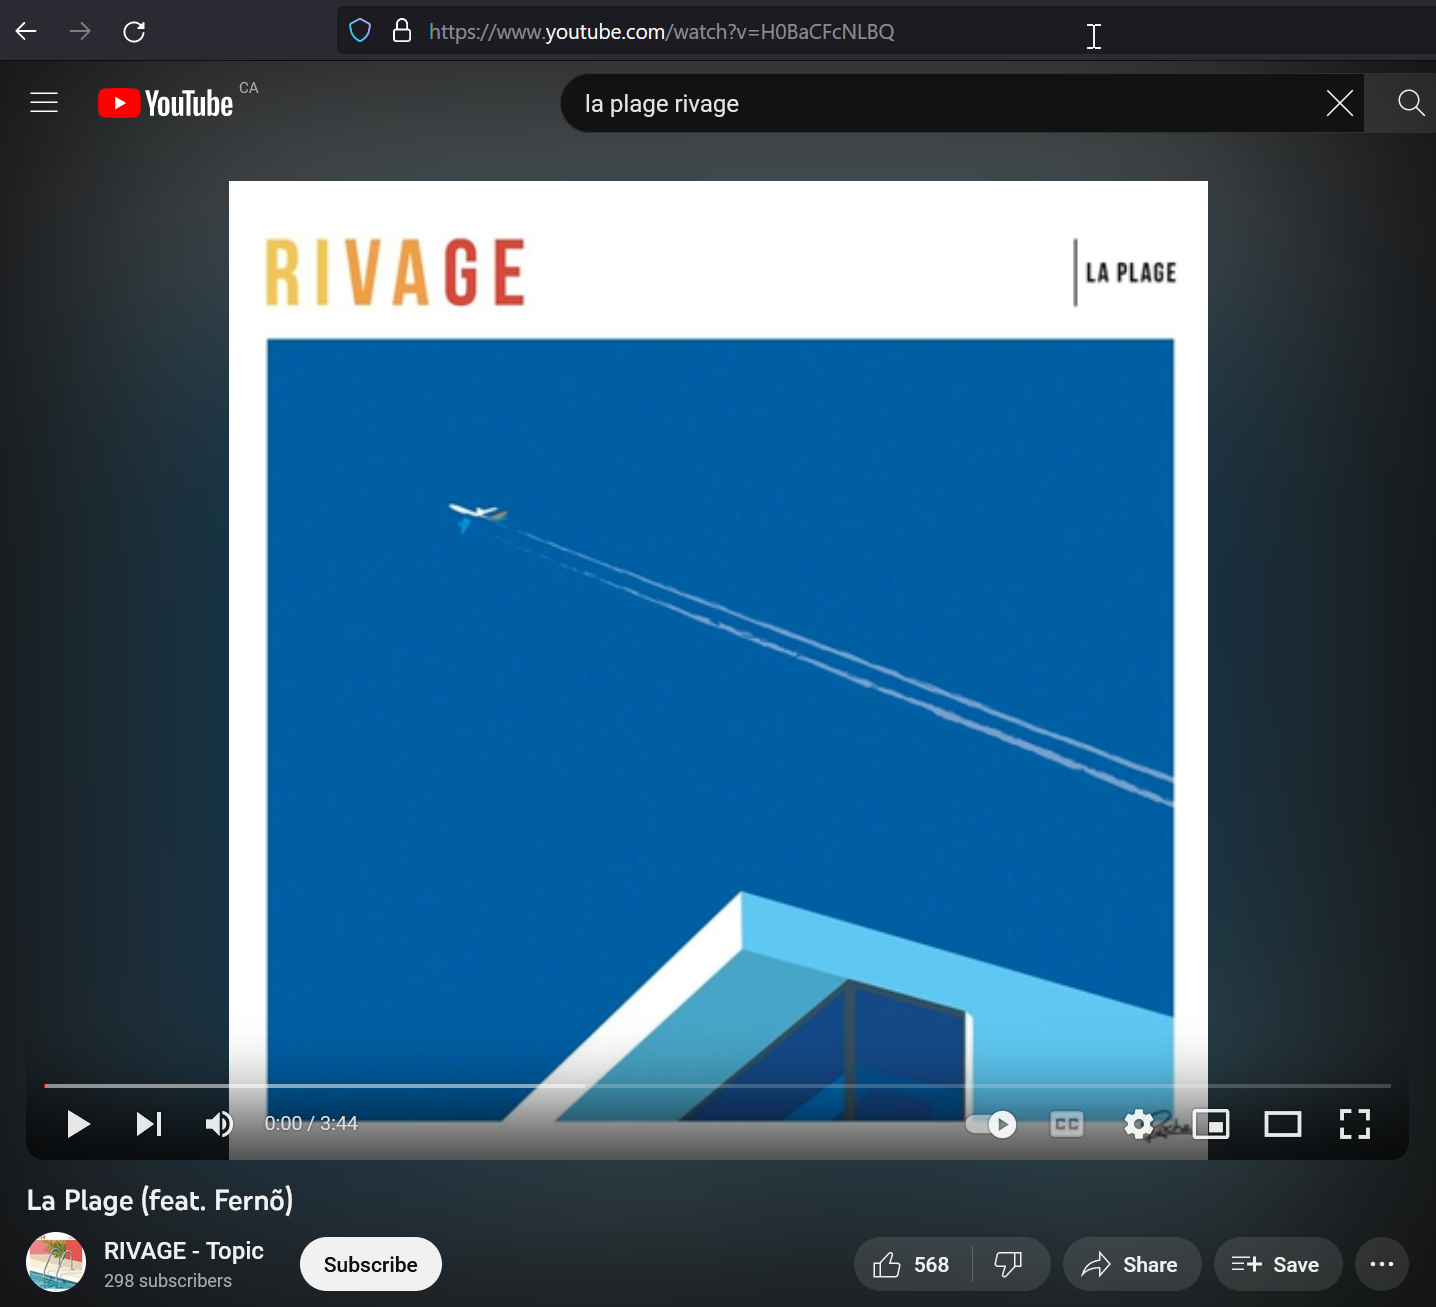 https://www.youtube.com/watch?v=H0BaCFcNLBQ
YouTube CA
la plage rivage
RIVAGE
LA PLAGE
0:00 / 3:44
CC
La Plage (feat. Fernõ)
RIVAGE - Topic
298 subscribers
Subscribe
568
Share
Save